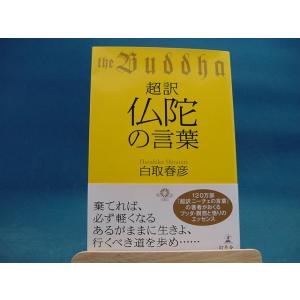 the Buddha
超訳
仏陀
の言葉
Haruhiko Shiratori
白取春彦
棄てれば、
必ず軽くなる
あるがままに生きよ、
行くべき道を歩め……
120万部
『超訳ニーチェの言葉』
の著者がおくる
ブッダ・瞑想と悟りの
エッセンス
幻冬舎